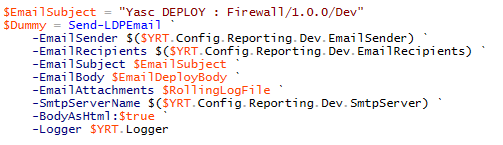 $EmailSubject = "Yasc DEPLOY : Firewall/1.0.0/Dev"
$Dummy = Send-LDPEmail `
    -EmailSender $($YRT.Config.Reporting.Dev.EmailSender) `
    -EmailRecipients $($YRT.Config.Reporting.Dev.EmailRecipients) `
    -EmailSubject $EmailSubject `
    -EmailBody $EmailDeployBody `
    -EmailAttachments $RollingLogFile `
    -SmtpServerName $($YRT.Config.Reporting.Dev.SmtpServer) `
    -BodyAsHtml:$true `
    -Logger $YRT.Logger